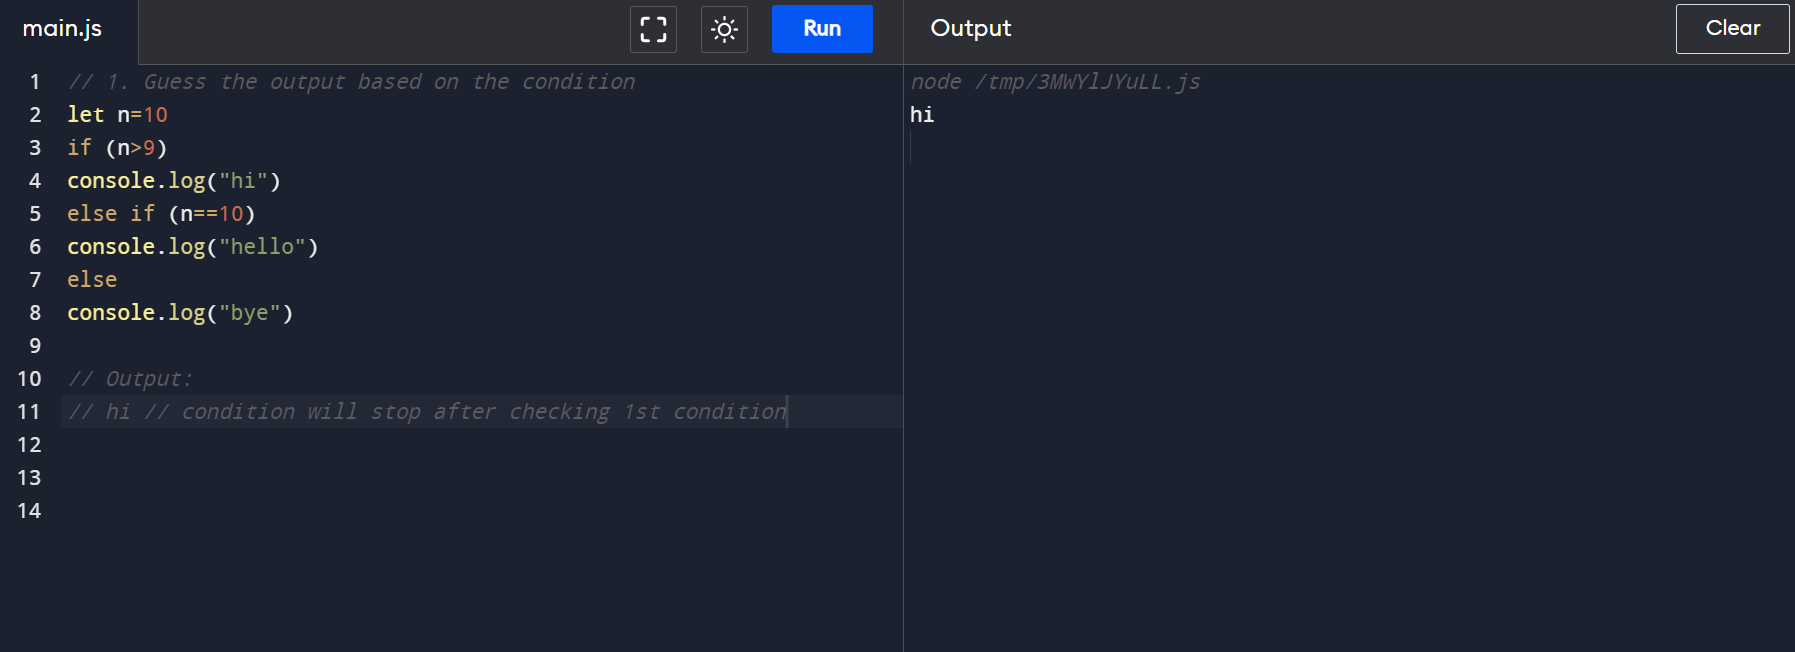 main.js
Run
Output
Clear
1 // 1. Guess the output based on the condition
2 let n=10
3 if (n>9)
4 console.log("hi")
5 else if (n==10)
6 console.log("hello")
7 else
8 console.log("bye")
9
10 // Output:
11 // hi // condition will stop after checking 1st condition
12
13
14
node /tmp/3MWYlJYuLL.js
hi